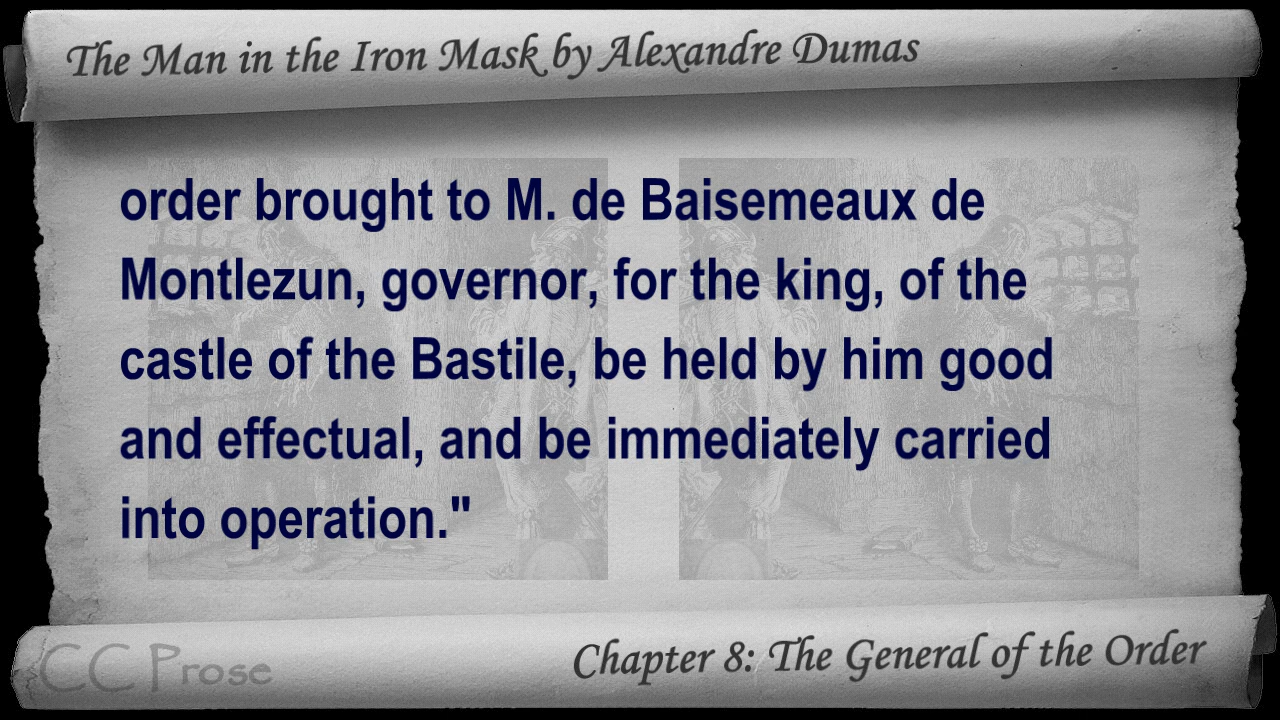 The Man in the Iron Mask by Alexandre Dumas
order brought to M. de Baisemeaux de
Montlezun, governor, for the king, of the
castle of the Bastile, be held by him good
and effectual, and be immediately carried
into operation."
CC Prose
Chapter 8: The General of the Order